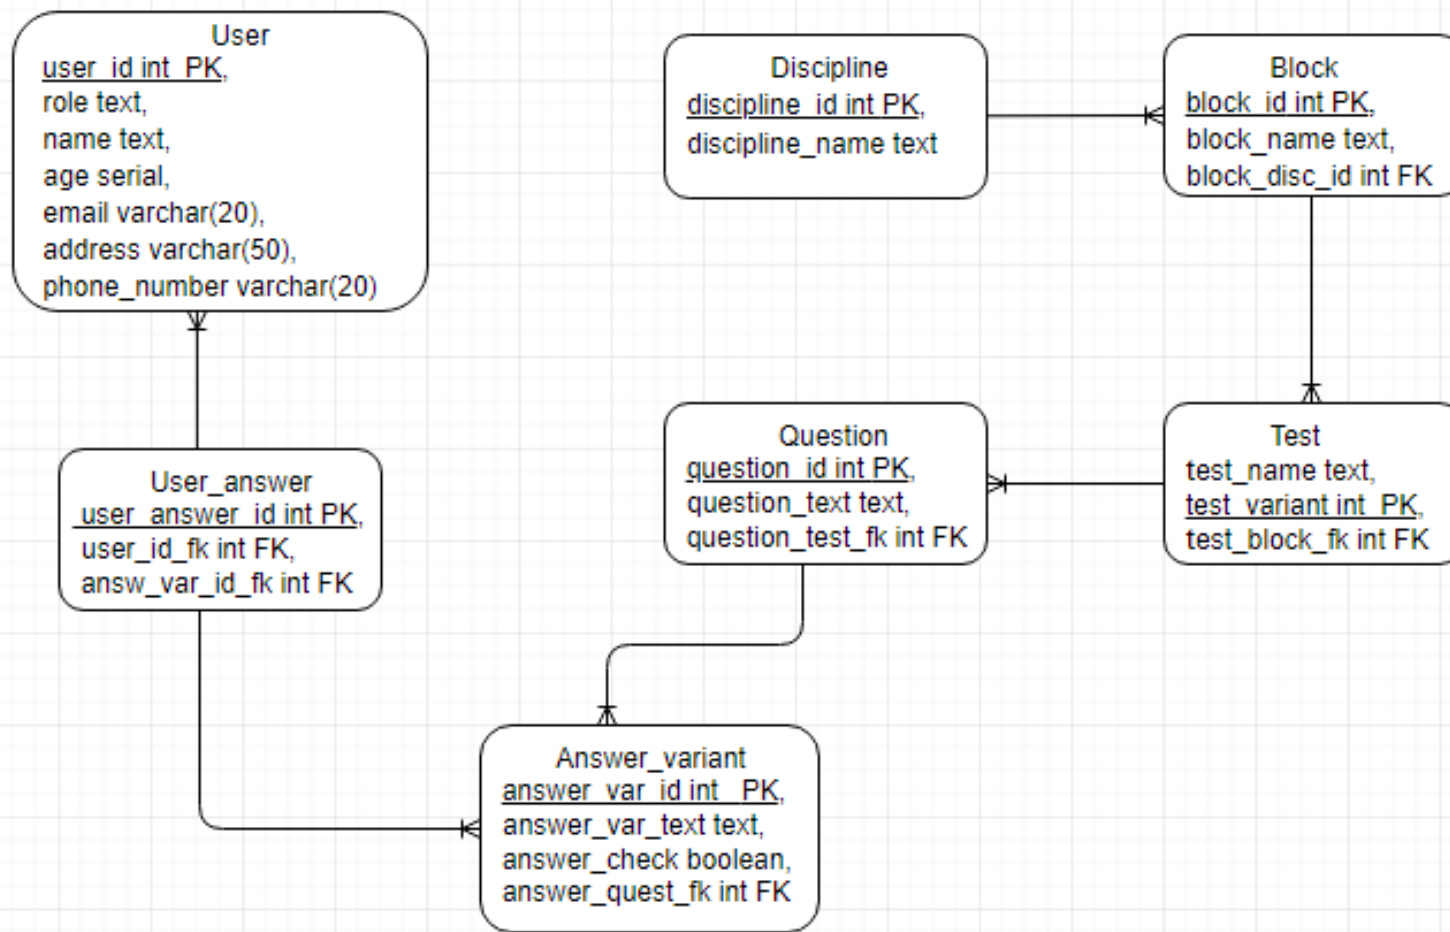 User
user_id int PK,
role text,
name text,
age serial,
email varchar(20),
address varchar(50),
phone_number varchar(20)
Discipline
discipline_id int PK,
discipline_name text
Block
block_id int PK,
block_name text,
block_disc_id int FK
User_answer
user_answer_id int PK,
user_id_fk int FK,
answ_var_id_fk int FK
Question
question_id int PK,
question_text text,
question_test_fk int FK
Test
test_name text,
test_variant int PK,
test_block_fk int FK
Answer_variant
answer_var_id int PK,
answer_var_text text,
answer_check boolean,
answer_quest_fk int FK